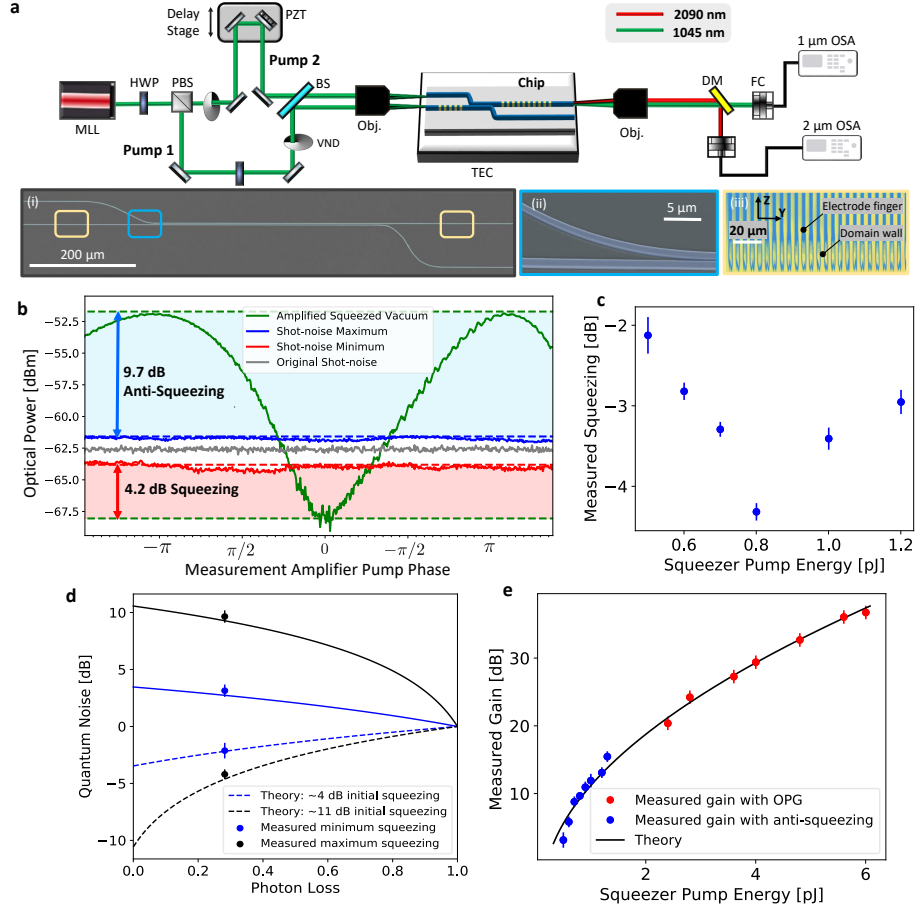 a
Delay
Stage
PZT
2090 nm
1045 nm
Pump 2
1 μm OSA
HWP
PBS
BS
Chip
DM
FC
MLL
Obj.
Obj.
VND
Pump 1
TEC
2 μm OSA
(i)
200 μm
(ii)
5 μm
(iii)
Z
Y
20 μm
Electrode finger
Domain wall
b
Optical Power [dBm]
−52.5
−55.0
−57.5
−60.0
−62.5
−65.0
−67.5
Amplified Squeezed Vacuum
Shot-noise Maximum
Shot-noise Minimum
Original Shot-noise
9.7 dB
Anti-Squeezing
4.2 dB Squeezing
−π
π/2
0
−π/2
π
Measurement Amplifier Pump Phase
c
Measured Squeezing [dB]
−2
−3
−4
0.6
0.8
1.0
1.2
Squeezer Pump Energy [pJ]
d
Quantum Noise [dB]
10
5
0
−5
−10
Theory: ~4 dB initial squeezing
Theory: ~11 dB initial squeezing
Measured minimum squeezing
Measured maximum squeezing
0.0
0.2
0.4
0.6
0.8
1.0
Photon Loss
e
Measured Gain [dB]
30
20
10
Measured gain with OPG
Measured gain with anti-squeezing
Theory
2
4
6
Squeezer Pump Energy [pJ]